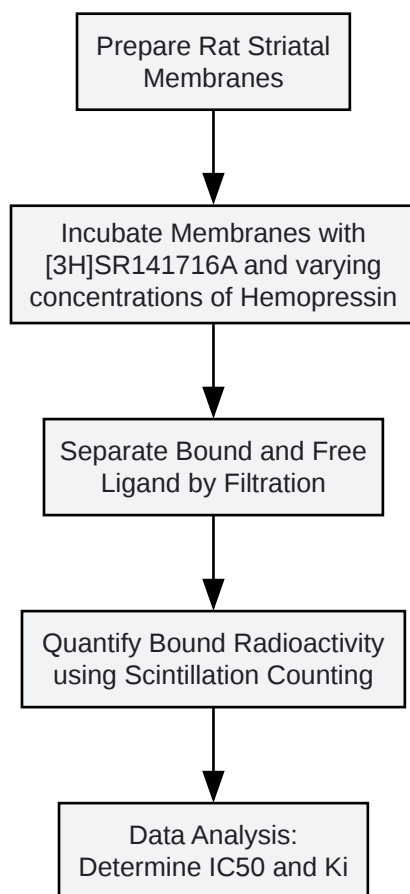 Prepare Rat Striatal
Membranes
Incubate Membranes with
[3H]SR141716A and varying
concentrations of Hemopressin
Separate Bound and Free
Ligand by Filtration
Quantify Bound Radioactivity
using Scintillation Counting
Data Analysis:
Determine IC50 and Ki